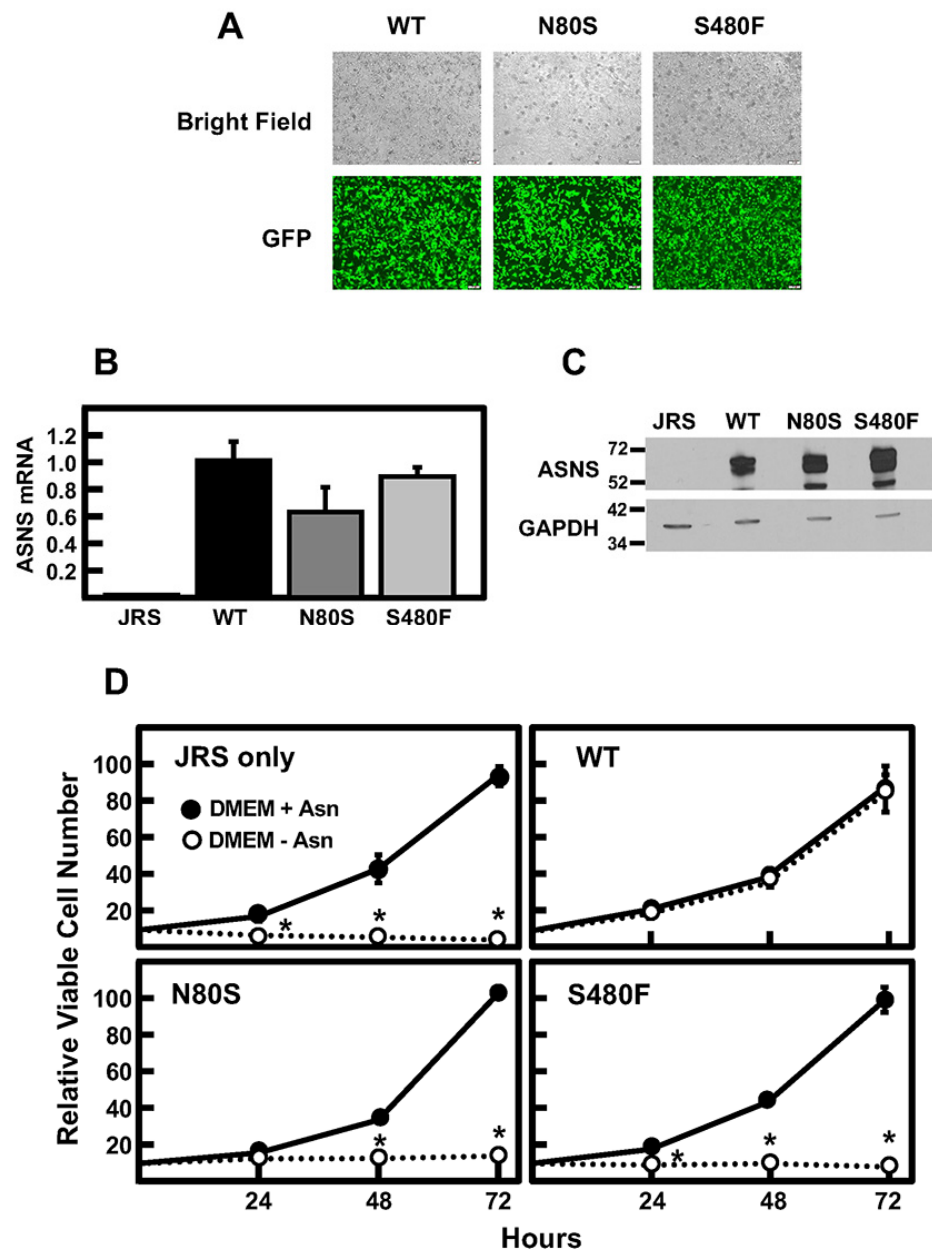 A
WT N80S S480F
Bright Field
GFP
B
ASNS mRNA
1.2
1.0
0.8
0.6
0.4
0.2
JRS WT N80S S480F
C
JRS WT N80S S480F
ASNS
72
52
GAPDH
42
34
D
Relative Viable Cell Number
JRS only
DMEM + Asn
DMEM - Asn
100
80
60
40
20
* * *
WT
N80S
100
80
60
40
20
* *
S480F
* * *
24 48 72 24 48 72
Hours